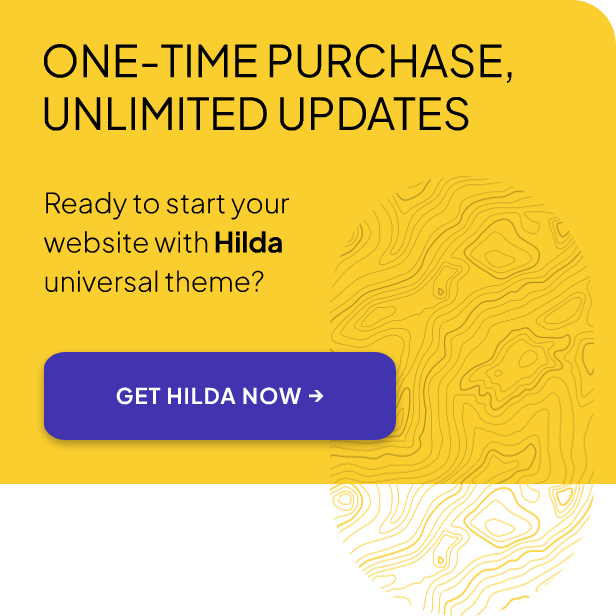 ONE-TIME PURCHASE,
UNLIMITED UPDATES
Ready to start your
website with Hilda
universal theme?
GET HILDA NOW →